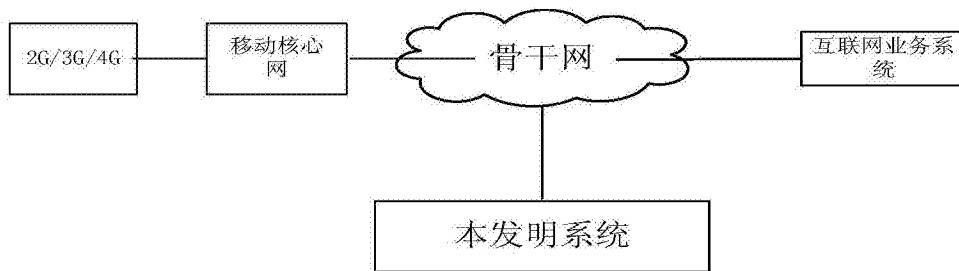 2G/3G/4G
移动核心
网
骨干网
互联网业务系
统
本发明系统